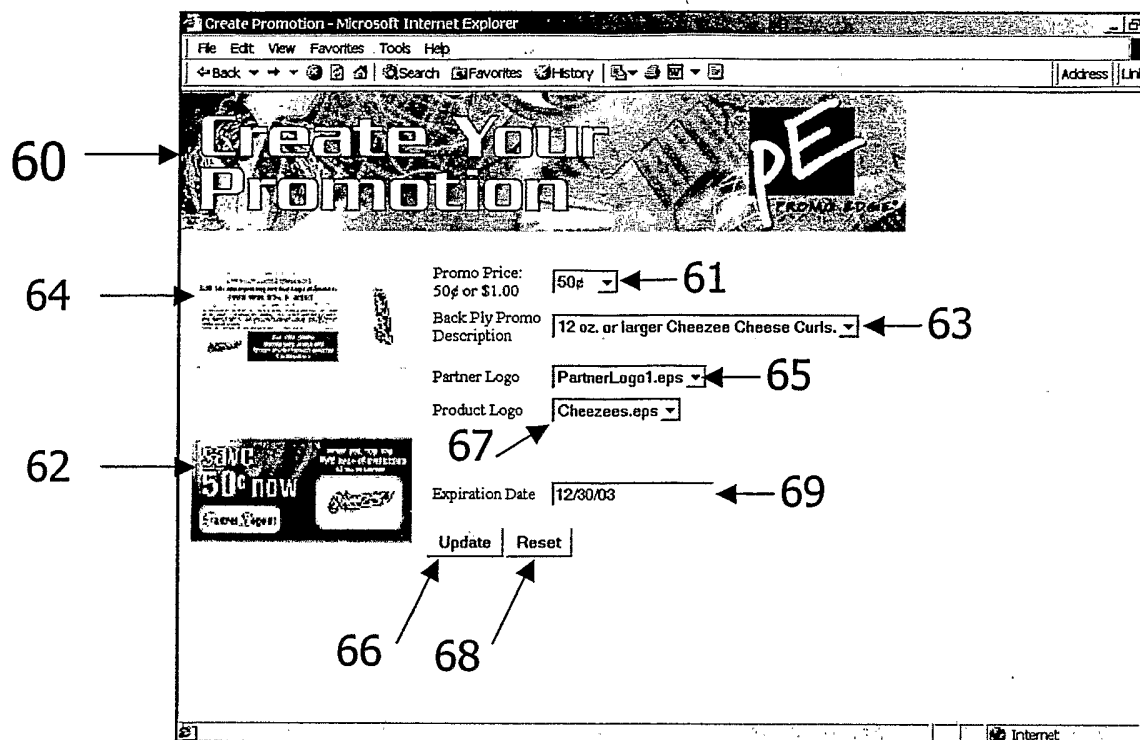 Create Promotion - Microsoft Internet Explorer
File Edit View Favorites Tools Help
Back Search Favorites History Address Lin
60
Create Your
Promotion
pE
PROMO EDGE
64
Promo Price:
50¢ or $1.00
50¢
61
Back Ply Promo
Description
12 oz. or larger Cheezee Cheese Curls.
63
Partner Logo
PartnerLogo1.eps
65
Product Logo
Cheezees.eps
67
62
save
50¢ now
Expiration Date
12/30/03
69
Update Reset
66
68
Internet